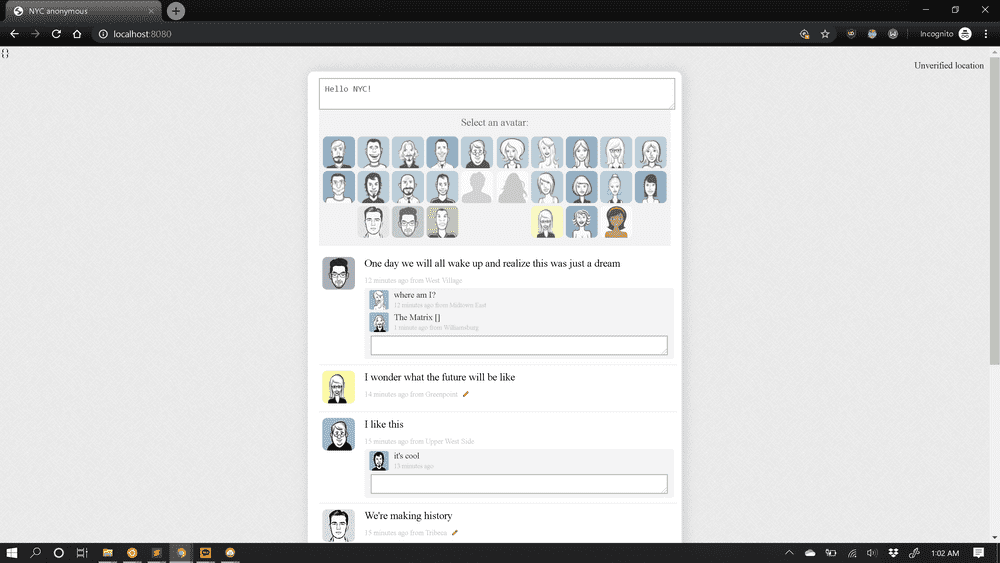 NYC anonymous
localhost:8080
Incognito
{}
Unverified location
Hello NYC!
Select an avatar:
One day we will all wake up and realize this was just a dream
12 minutes ago from West Village
where am I?
12 minutes ago from Midtown East
The Matrix []
1 minute ago from Williamsburg
I wonder what the future will be like
14 minutes ago from Greenpoint
I like this
15 minutes ago from Upper West Side
it's cool
13 minutes ago
We're making history
15 minutes ago from Tribeca
1:02 AM